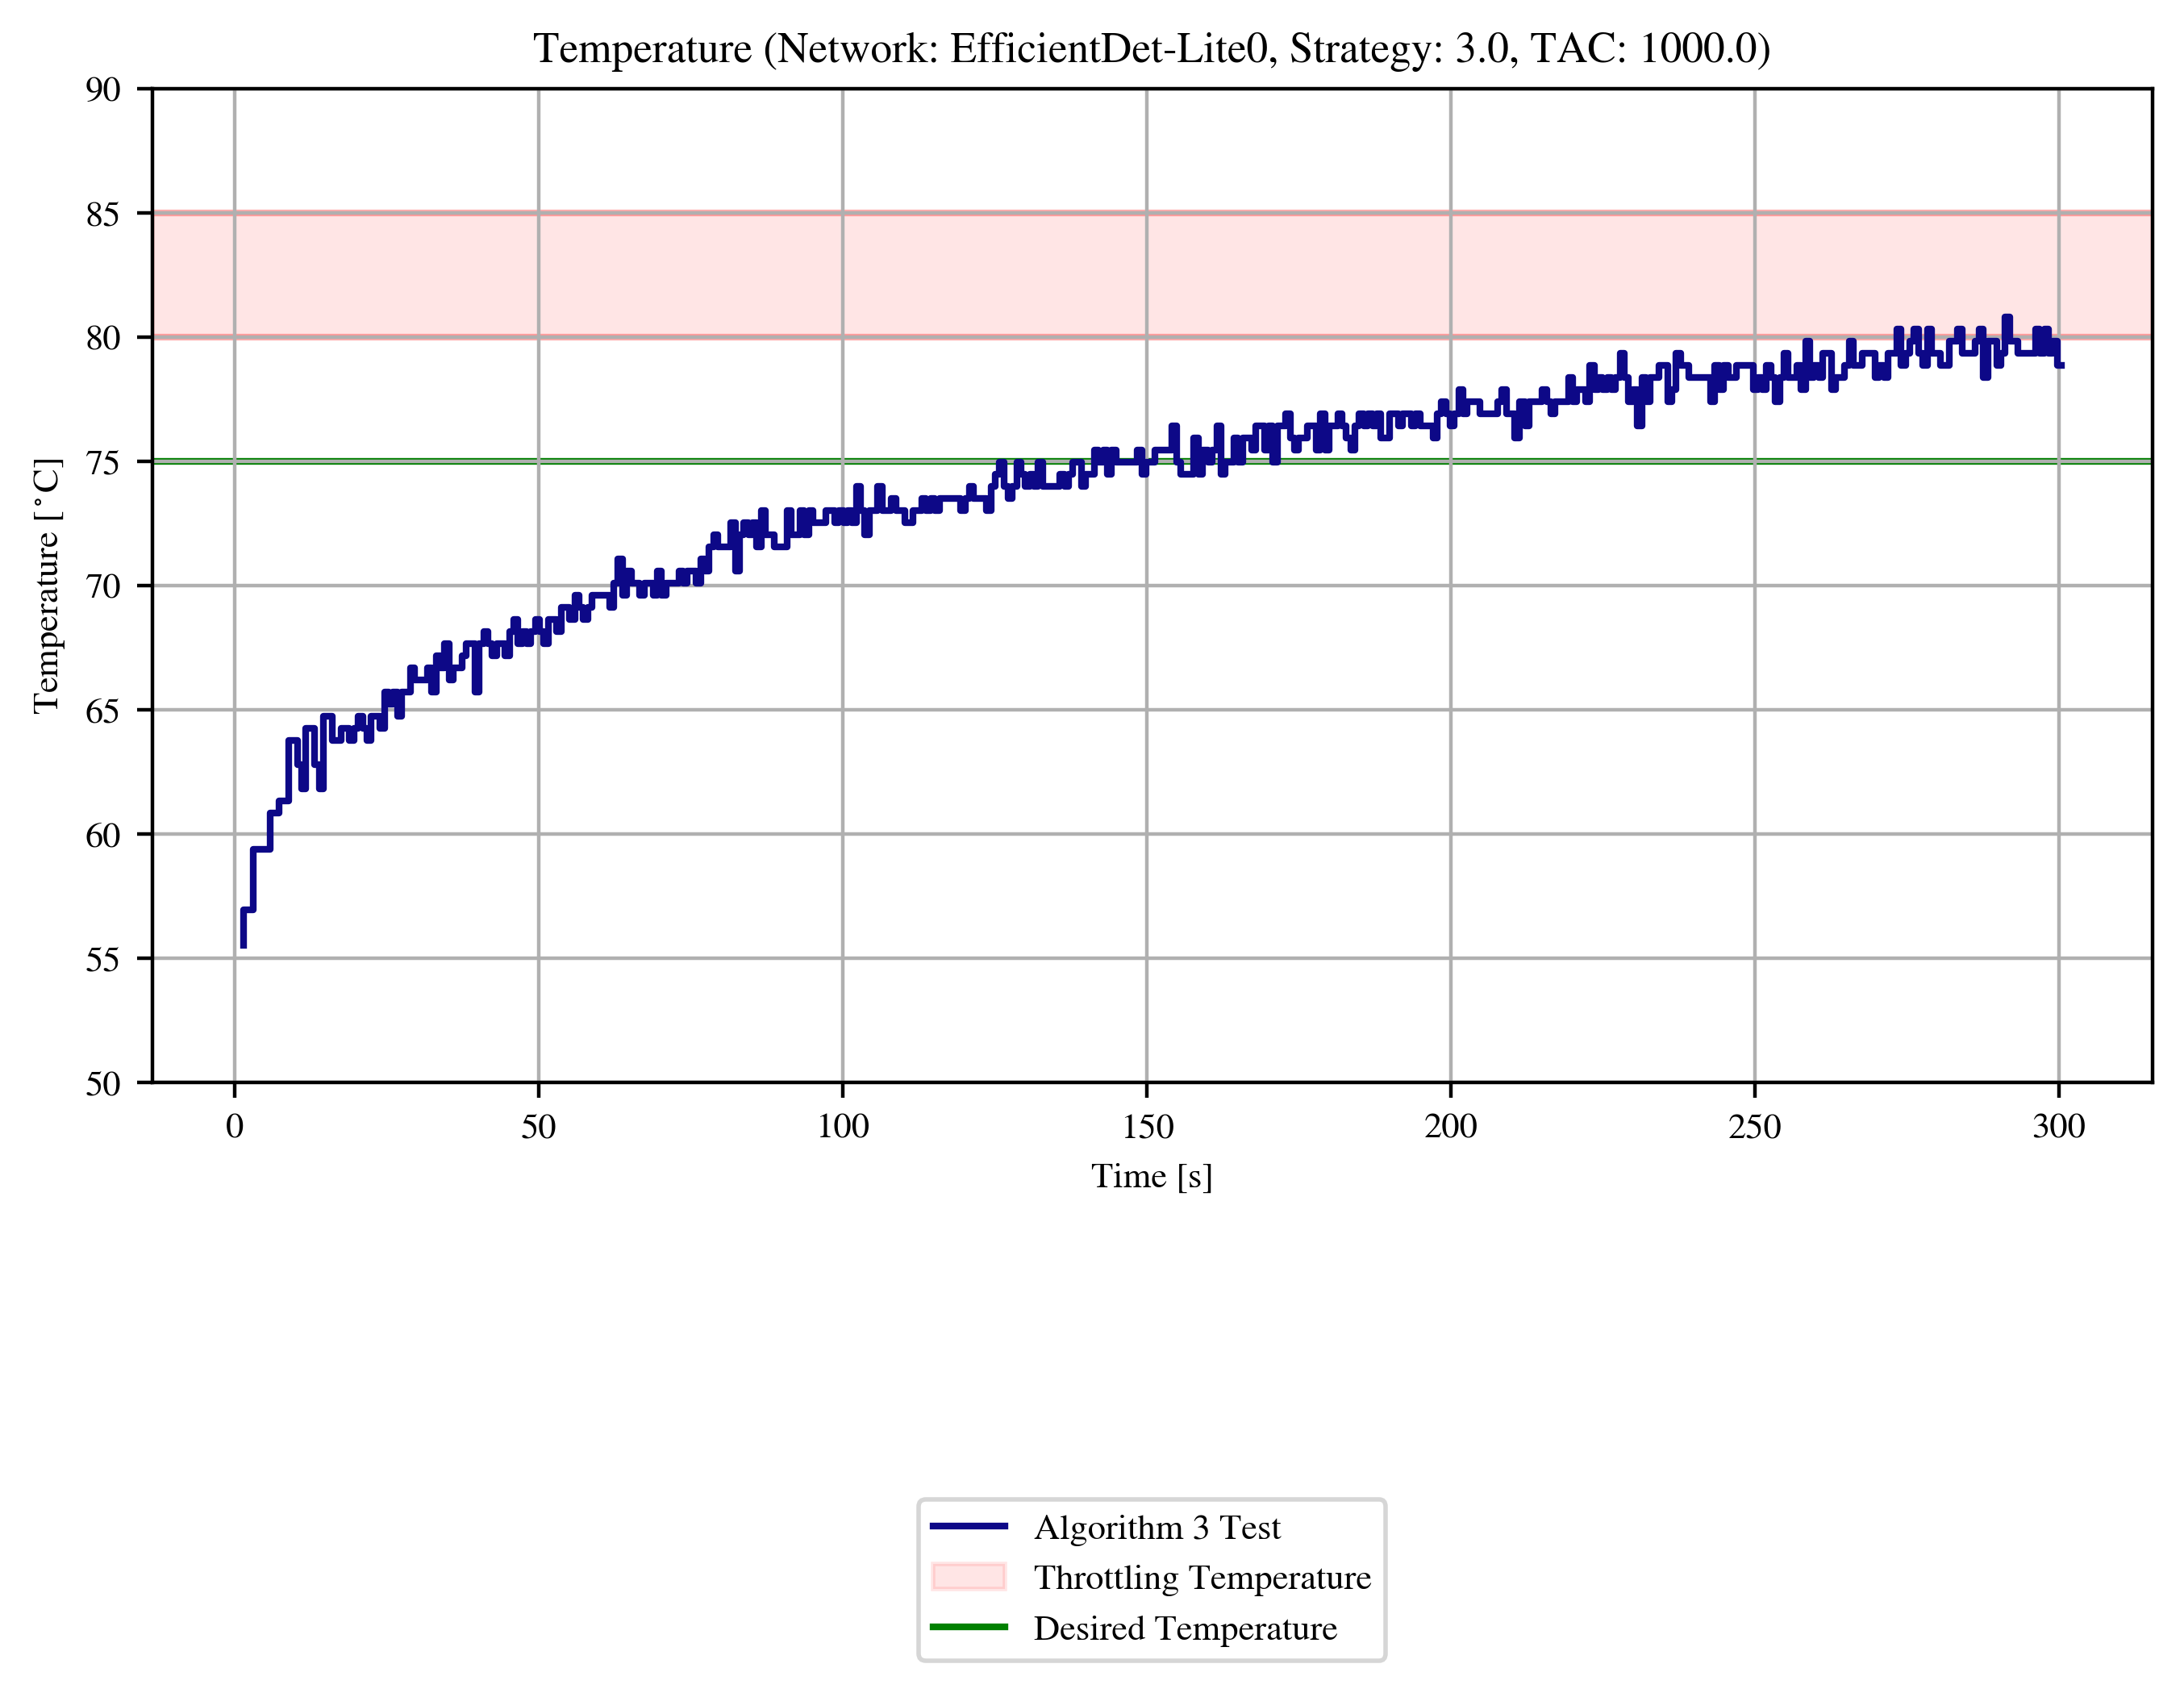 Temperature (Network: EfficientDet-Lite0, Strategy: 3.0, TAC: 1000.0)
90
85
80
75
70
65
60
55
50
Temperature [°C]
0 50 100 150 200 250 300
Time [s]
Algorithm 3 Test
Throttling Temperature
Desired Temperature